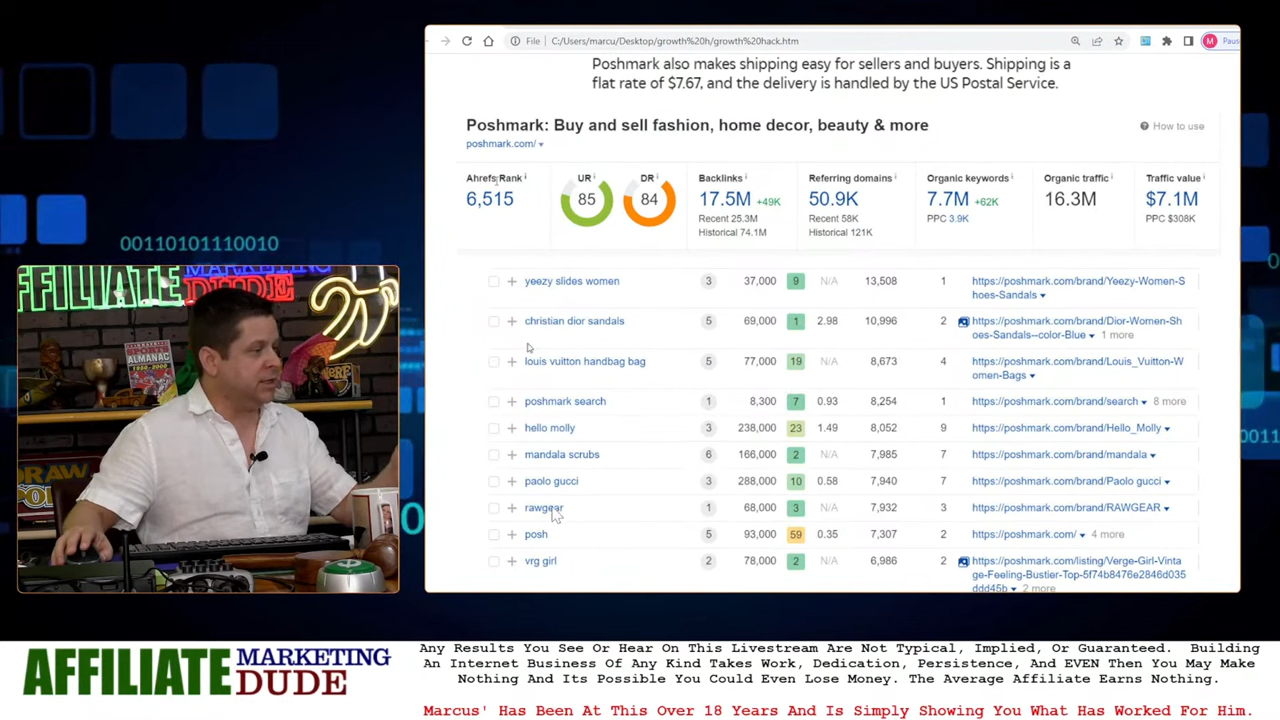 File C:/Users/marcu/Desktop/growth%20h/growth%20hack.htm
M Paus
Poshmark also makes shipping easy for sellers and buyers. Shipping is a
flat rate of $7.67, and the delivery is handled by the US Postal Service.
Poshmark: Buy and sell fashion, home decor, beauty & more
How to use
poshmark.com/
Ahrefs Rank UR DR Backlinks Referring domains Organic keywords Organic traffic Traffic value
6,515 85 84 17.5M +49K 50.9K 7.7M +62K 16.3M $7.1M
Recent 25.3M Recent 58K PPC 3.9K PPC $308K
Historical 74.1M Historical 121K
yeezy slides women 3 37,000 9 N/A 13,508 1 https://poshmark.com/brand/Yeezy-Women-S
hoes-Sandals
christian dior sandals 5 69,000 1 2.98 10,996 2 https://poshmark.com/brand/Dior-Women-Sh
oes-Sandals--color-Blue 1 more
louis vuitton handbag bag 5 77,000 19 N/A 8,673 4 https://poshmark.com/brand/Louis_Vuitton-W
omen-Bags
poshmark search 1 8,300 7 0.93 8,254 1 https://poshmark.com/brand/search 8 more
hello molly 3 238,000 23 1.49 8,052 9 https://poshmark.com/brand/Hello_Molly
mandala scrubs 6 166,000 2 N/A 7,985 7 https://poshmark.com/brand/mandala
paolo gucci 3 288,000 10 0.58 7,940 7 https://poshmark.com/brand/Paolo gucci
rawgear 1 68,000 3 N/A 7,932 3 https://poshmark.com/brand/RAWGEAR
posh 5 93,000 59 0.35 7,307 2 https://poshmark.com/ 4 more
vrg girl 2 78,000 2 N/A 6,986 2 https://poshmark.com/listing/Verge-Girl-Vinta
ge-Feeling-Bustier-Top-5f74b8476e2846d035
ddd45b 2 more
00110101110010
FFILIATE MARKETING
DUDE
ALMANAC
1950-2000
DRAW
AFFILIATE MARKETING
DUDE
Any Results You See or Hear On This Livestream Are Not Typical, Implied, Or Guaranteed. Building
An Internet Business Of Any Kind Takes Work, Dedication, Persistence, And EVEN Then You May Make
Nothing And Its Possible You Could Even Lose Money. The Average Affiliate Earns Nothing.
Marcus' Has Been At This Over 18 Years And Is Simply Showing You What Has Worked For Him.